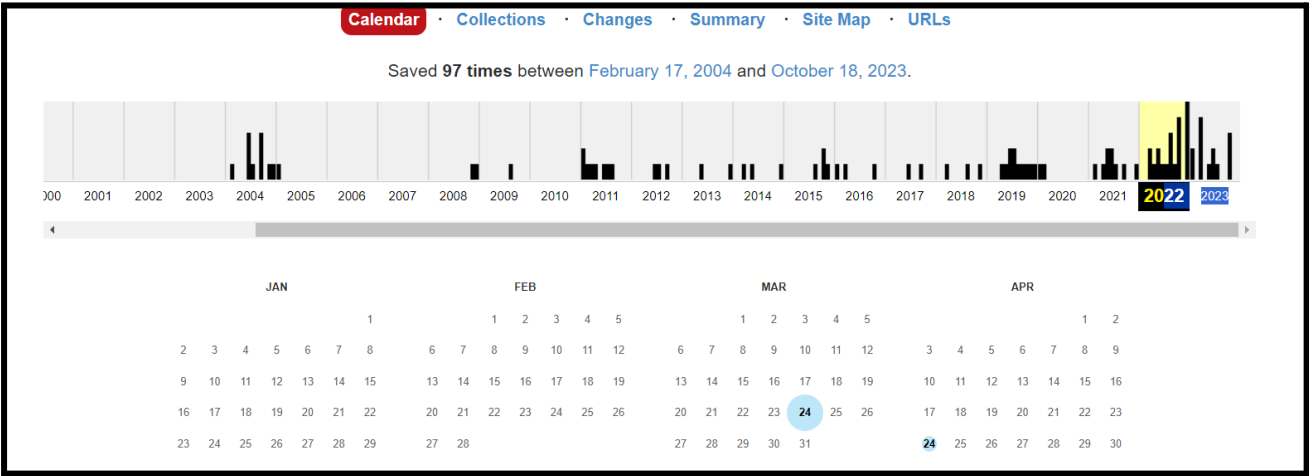 Calendar · Collections · Changes · Summary · Site Map · URLs
Saved 97 times between February 17, 2004 and October 18, 2023.
000 2001 2002 2003 2004 2005 2006 2007 2008 2009 2010 2011 2012 2013 2014 2015 2016 2017 2018 2019 2020 2021 2022 2023
JAN FEB MAR APR
1 1 2 3 4 5 1 2 3 4 5 1 2
2 3 4 5 6 7 8 6 7 8 9 10 11 12 6 7 8 9 10 11 12 3 4 5 6 7 8 9
9 10 11 12 13 14 15 13 14 15 16 17 18 19 13 14 15 16 17 18 19 10 11 12 13 14 15 16
16 17 18 19 20 21 22 20 21 22 23 24 25 26 20 21 22 23 24 25 26 17 18 19 20 21 22 23
23 24 25 26 27 28 29 27 28 27 28 29 30 31 24 25 26 27 28 29 30